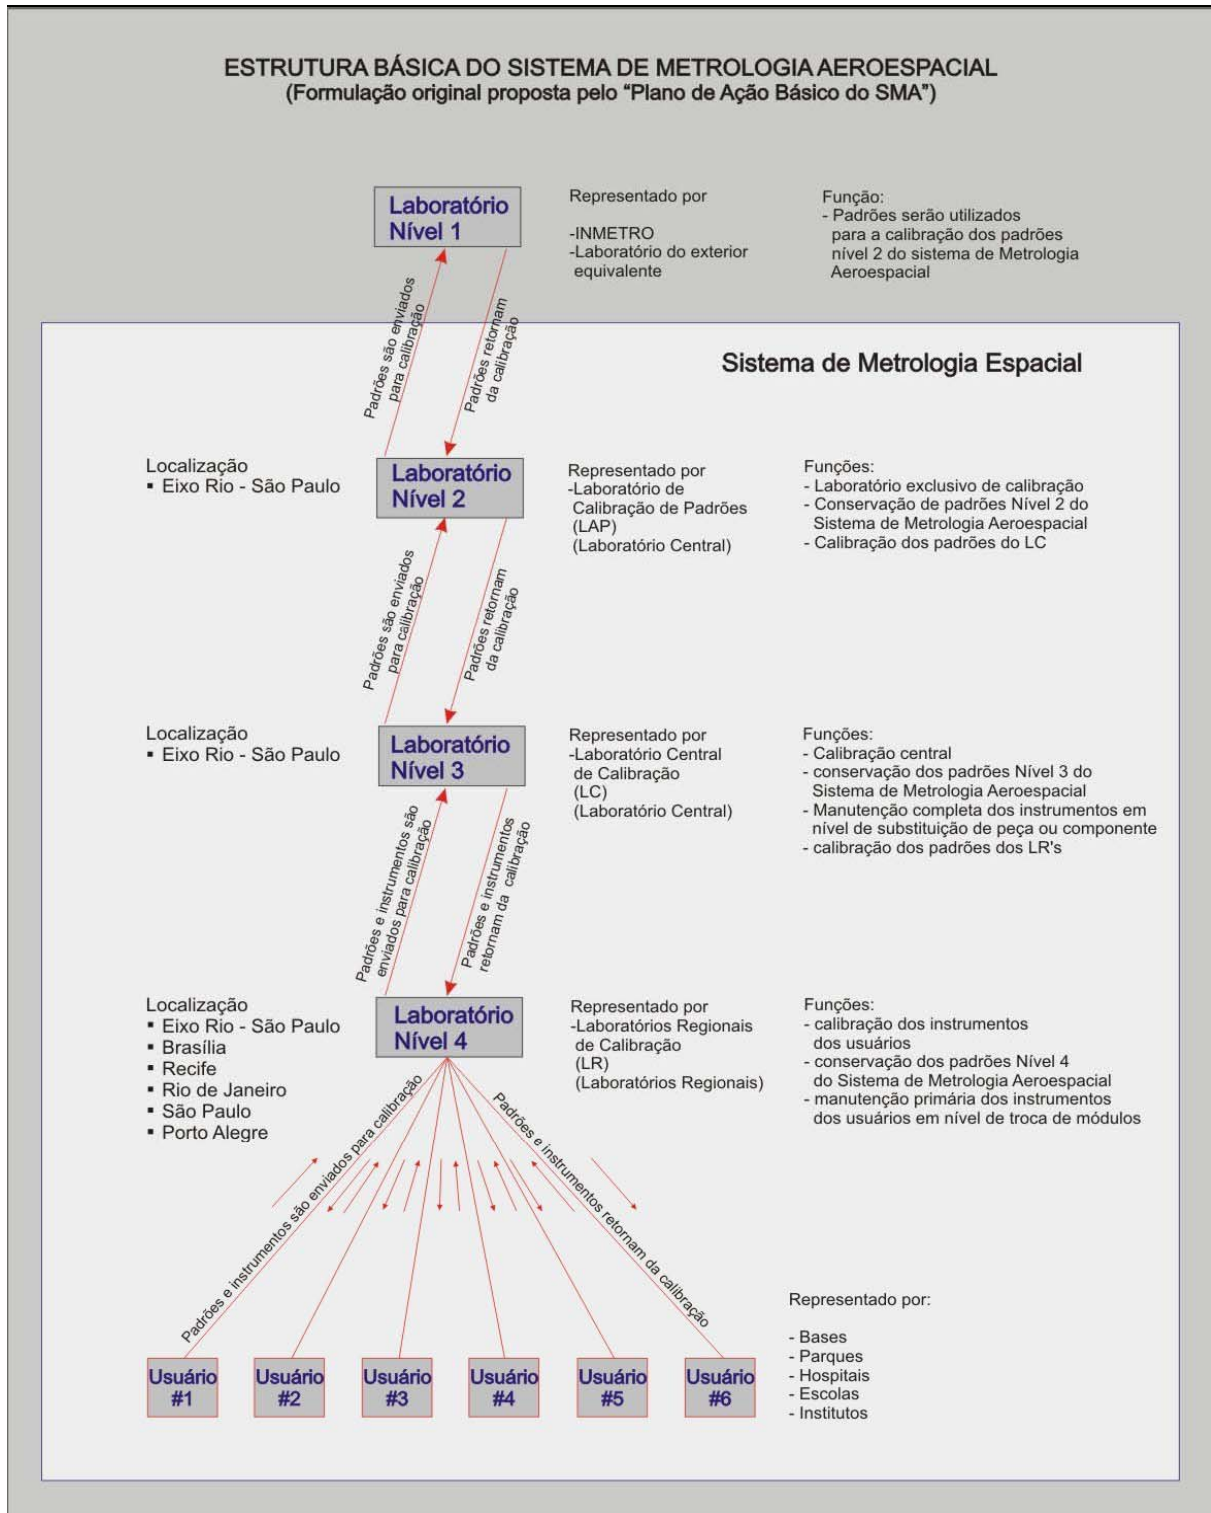 ESTRUTURA BÁSICA DO SISTEMA DE METROLOGIA AEROESPACIAL
(Formulação original proposta pelo “Plano de Ação Básico do SMA”)
Laboratório
Nível 1
Representado por
-INMETRO
-Laboratório do exterior
equivalente
Função:
- Padrões serão utilizados
para a calibração dos padrões
nível 2 do sistema de Metrologia
Aeroespacial
Padrões são enviados
para calibração
Padrões retornam
da calibração
Sistema de Metrologia Espacial
Localização
▪ Eixo Rio - São Paulo
Laboratório
Nível 2
Representado por
-Laboratório de
Calibração de Padrões
(LAP)
(Laboratório Central)
Funções:
- Laboratório exclusivo de calibração
- Conservação de padrões Nível 2 do
Sistema de Metrologia Aeroespacial
- Calibração dos padrões do LC
Padrões são enviados
para calibração
Padrões retornam
da calibração
Localização
▪ Eixo Rio - São Paulo
Laboratório
Nível 3
Representado por
-Laboratório Central
de Calibração
(LC)
(Laboratório Central)
Funções:
- Calibração central
- conservação dos padrões Nível 3 do
Sistema de Metrologia Aeroespacial
- Manutenção completa dos instrumentos em
nível de substituição de peça ou componente
- calibração dos padrões dos LR's
Padrões e instrumentos são
enviados para calibração
Padrões e instrumentos
retornam da calibração
Localização
▪ Eixo Rio - São Paulo
▪ Brasília
▪ Recife
▪ Rio de Janeiro
▪ São Paulo
▪ Porto Alegre
Laboratório
Nível 4
Representado por
-Laboratórios Regionais
de Calibração
(LR)
(Laboratórios Regionais)
Funções:
- calibração dos instrumentos
dos usuários
- conservação dos padrões Nível 4
do Sistema de Metrologia Aeroespacial
- manutenção primária dos instrumentos
dos usuários em nível de troca de módulos
Padrões e instrumentos são enviados para calibração
Padrões e instrumentos retornam da calibração
Usuário
#1
Usuário
#2
Usuário
#3
Usuário
#4
Usuário
#5
Usuário
#6
Representado por:
- Bases
- Parques
- Hospitais
- Escolas
- Institutos